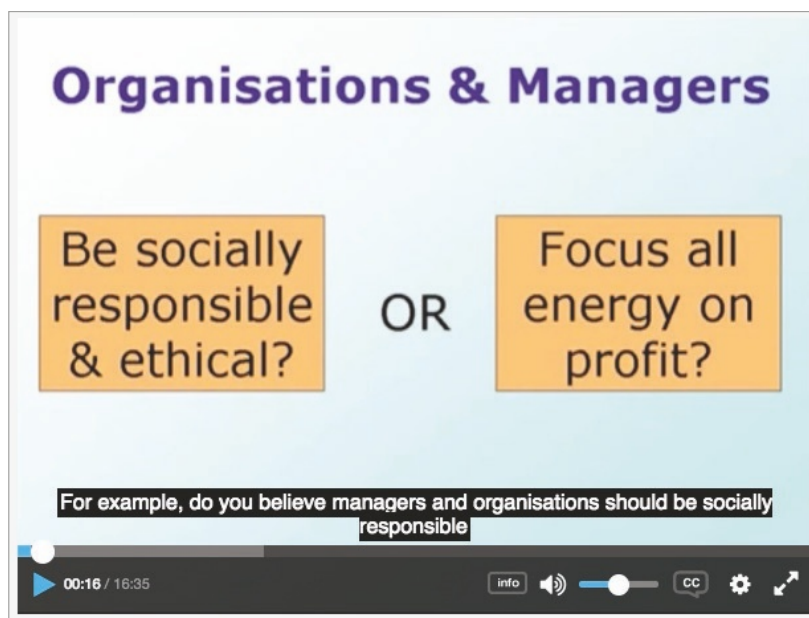 Organisations & Managers
Be socially
responsible
& ethical?
OR
Focus all
energy on
profit?
For example, do you believe managers and organisations should be socially
responsible
00:16 / 16:35
info
CC